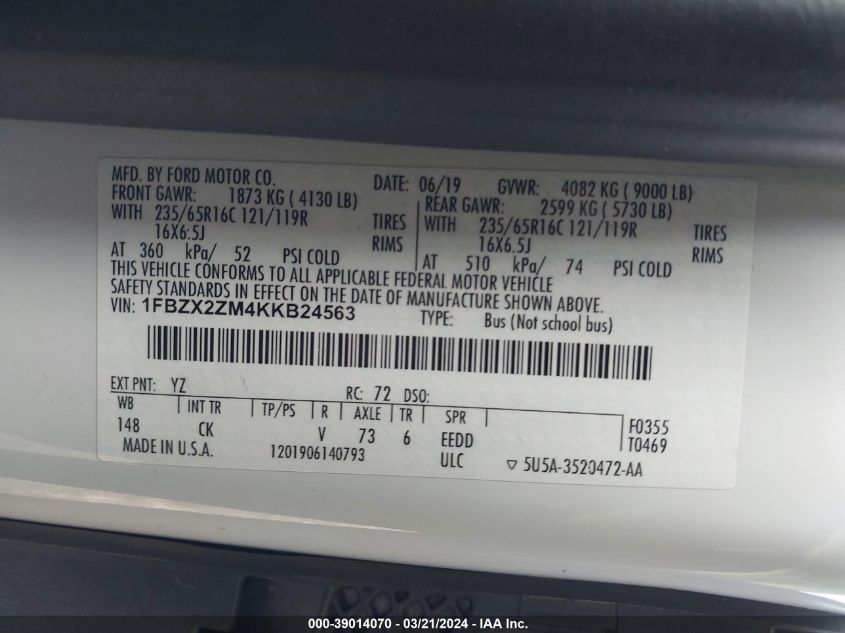 MFD. BY FORD MOTOR CO. DATE: 06/19 GVWR: 4082 KG ( 9000 LB)
FRONT GAWR: 1873 KG ( 4130 LB) REAR GAWR: 2599 KG ( 5730 LB)
WITH 235/65R16C 121/119R TIRES WITH 235/65R16C 121/119R TIRES
16X6.5J RIMS 16X6.5J RIMS
AT 360 kPa/ 52 PSI COLD AT 510 kPa/ 74 PSI COLD
THIS VEHICLE CONFORMS TO ALL APPLICABLE FEDERAL MOTOR VEHICLE
SAFETY STANDARDS IN EFFECT ON THE DATE OF MANUFACTURE SHOWN ABOVE.
VIN: 1FBZX2ZM4KKB24563 TYPE: Bus (Not school bus)
EXT PNT: YZ RC: 72 DSO:
WB INT TR TP/PS R AXLE TR SPR F0355
148 CK V 73 6 EEDD T0469
MADE IN U.S.A. 1201906140793 ULC 5U5A-3520472-AA
000-39014070 - 03/21/2024 - IAA Inc.